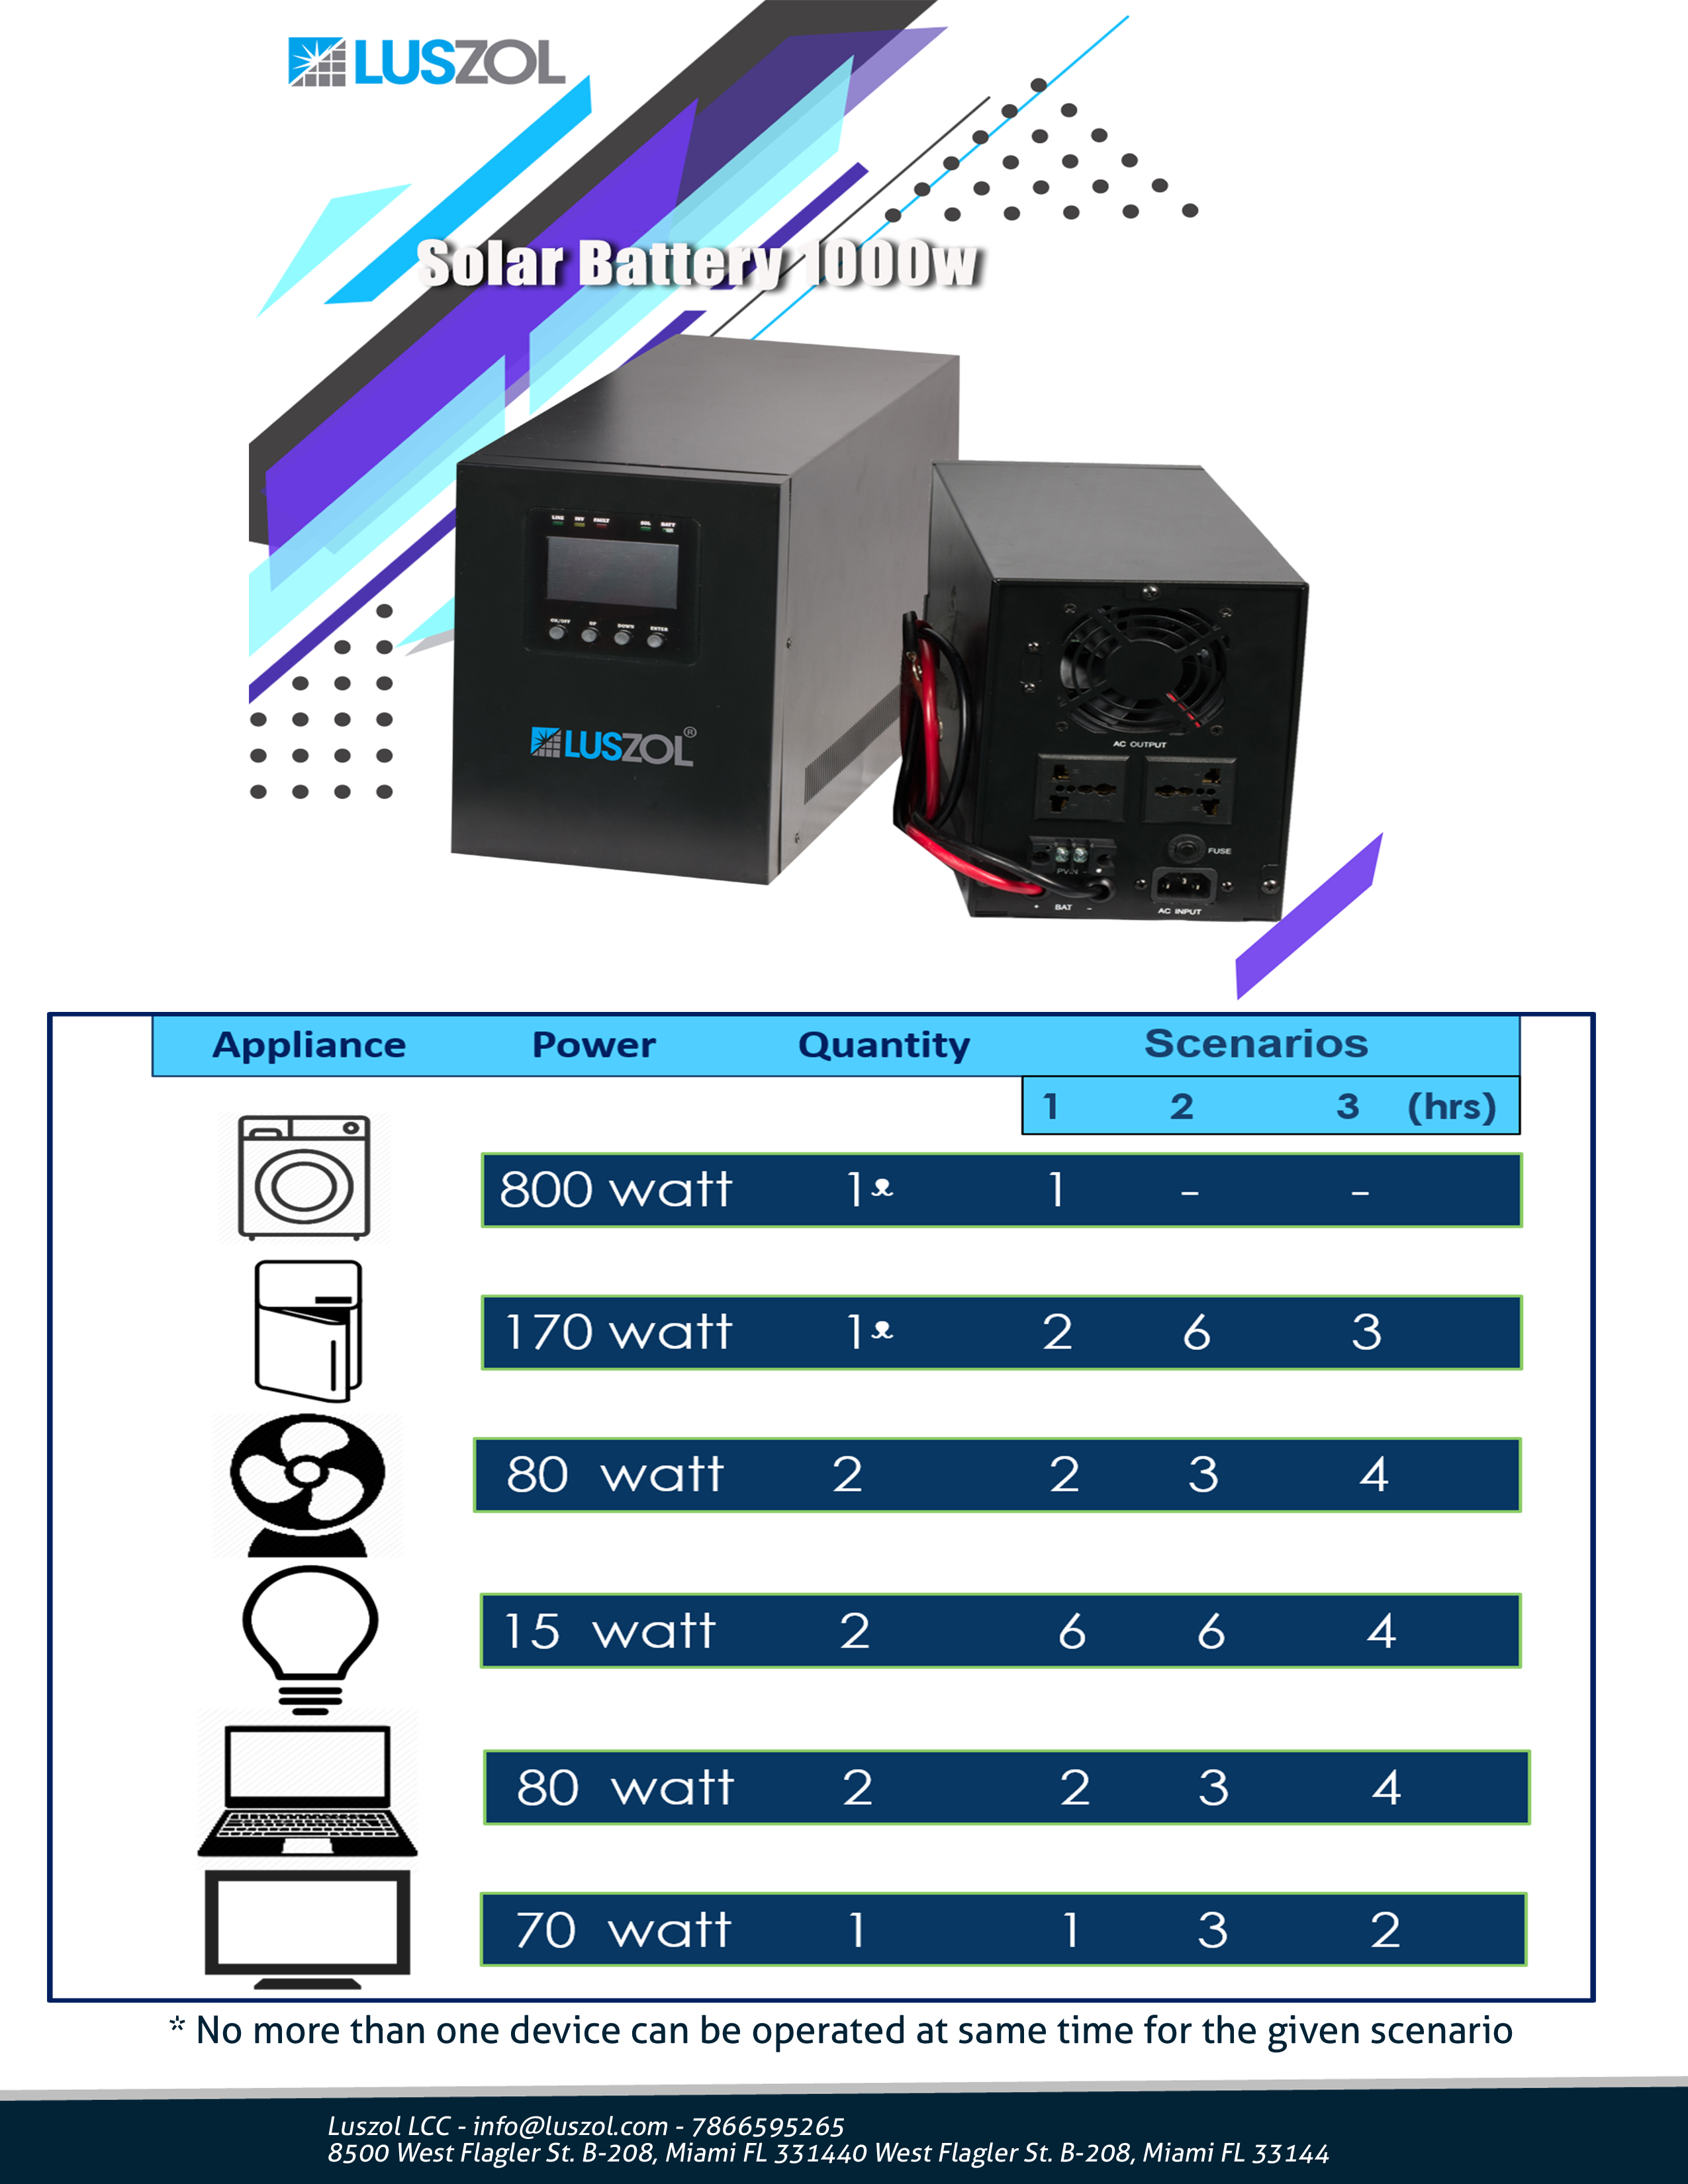 LUSZOL
Solar Battery 1000w
LINE INV FAULT SOL BATT
ON/OFF UP DOWN ENTER
LUSZOL®
AC OUTPUT
FUSE
PVIN -
+ BAT -
AC INPUT
Appliance Power Quantity Scenarios
1 2 3 (hrs)
800 watt 1ᴥ 1 - -
170 watt 1ᴥ 2 6 3
80 watt 2 2 3 4
15 watt 2 6 6 4
80 watt 2 2 3 4
70 watt 1 1 3 2
* No more than one device can be operated at same time for the given scenario
Luszol LCC - info@luszol.com - 7866595265
8500 West Flagler St. B-208, Miami FL 331440 West Flagler St. B-208, Miami FL 33144